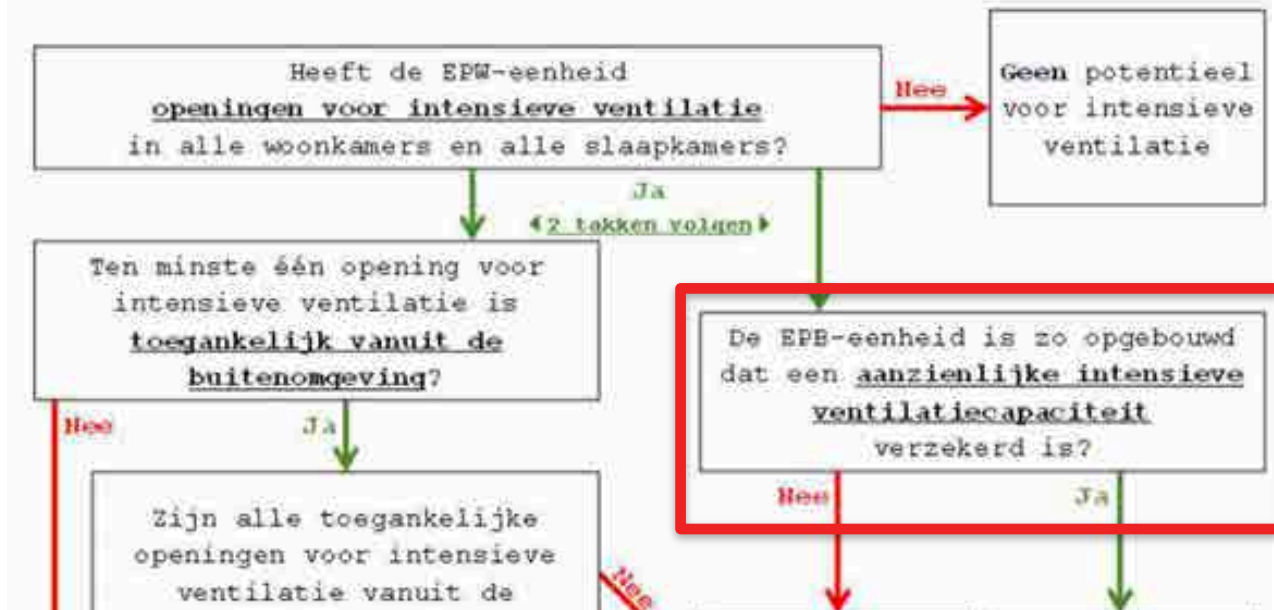 Heeft de EPW-eenheid
openingen voor intensieve ventilatie
in alle woonkamers en alle slaapkamers?
Nee
Geen potentieel
voor intensieve
ventilatie
Ja
2 takken volgen
Ten minste één opening voor
intensieve ventilatie is
toegankelijk vanuit de
buitenomgeving?
De EPB-eenheid is zo opgebouwd
dat een aanzienlijke intensieve
ventilatiecapaciteit
verzekerd is?
Nee
Ja
Nee
Ja
Zijn alle toegankelijke
openingen voor intensieve
ventilatie vanuit de
Nee